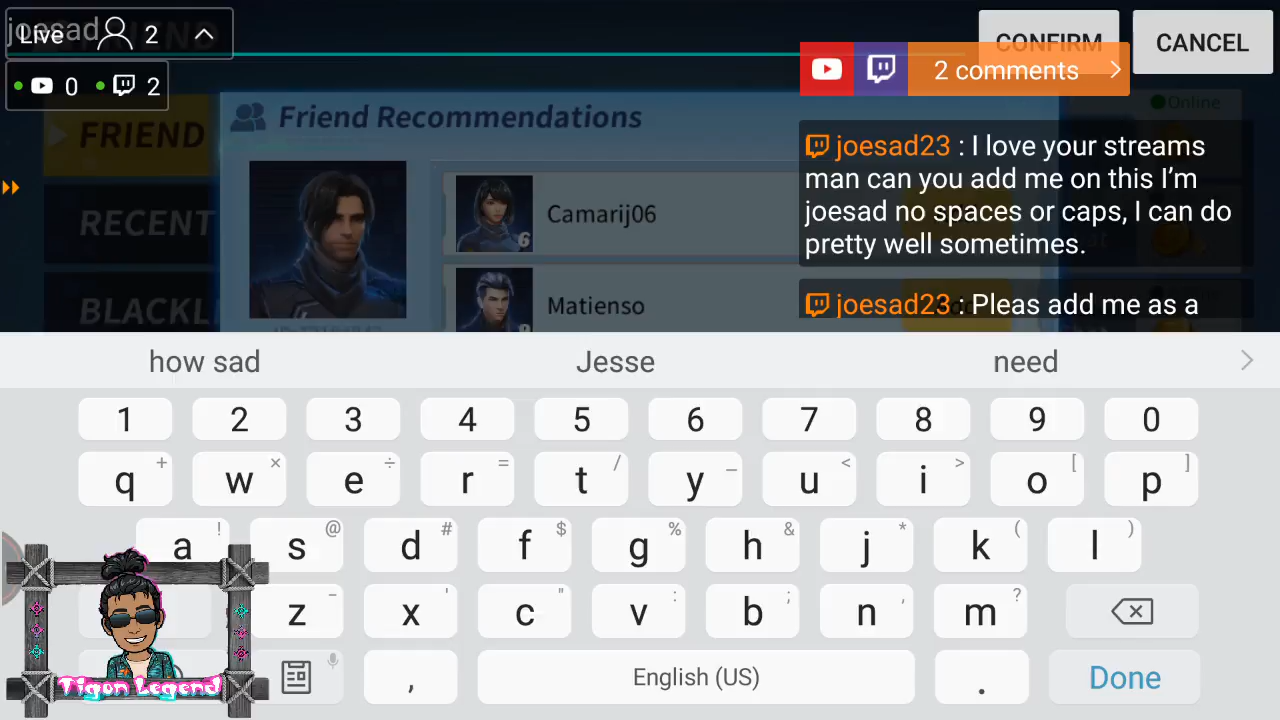 joesad
Live 2
0 2
CONFIRM
CANCEL
2 comments
FRIEND
RECENT
BLACKL
Friend Recommendations
Online
6 Camarij06
Matienso
joesad23 : I love your streams
man can you add me on this I’m
joesad no spaces or caps, I can do
pretty well sometimes.
joesad23 : Pleas add me as a
how sad Jesse need
1 2 3 4 5 6 7 8 9 0
q + w × e ÷ r = t / y _ u < i > o [ p ]
a ! s @ d # f $ g % h & j * k ( l )
z - x ' c " v : b ; n , m ?
, English (US) . Done
Tigon Legend